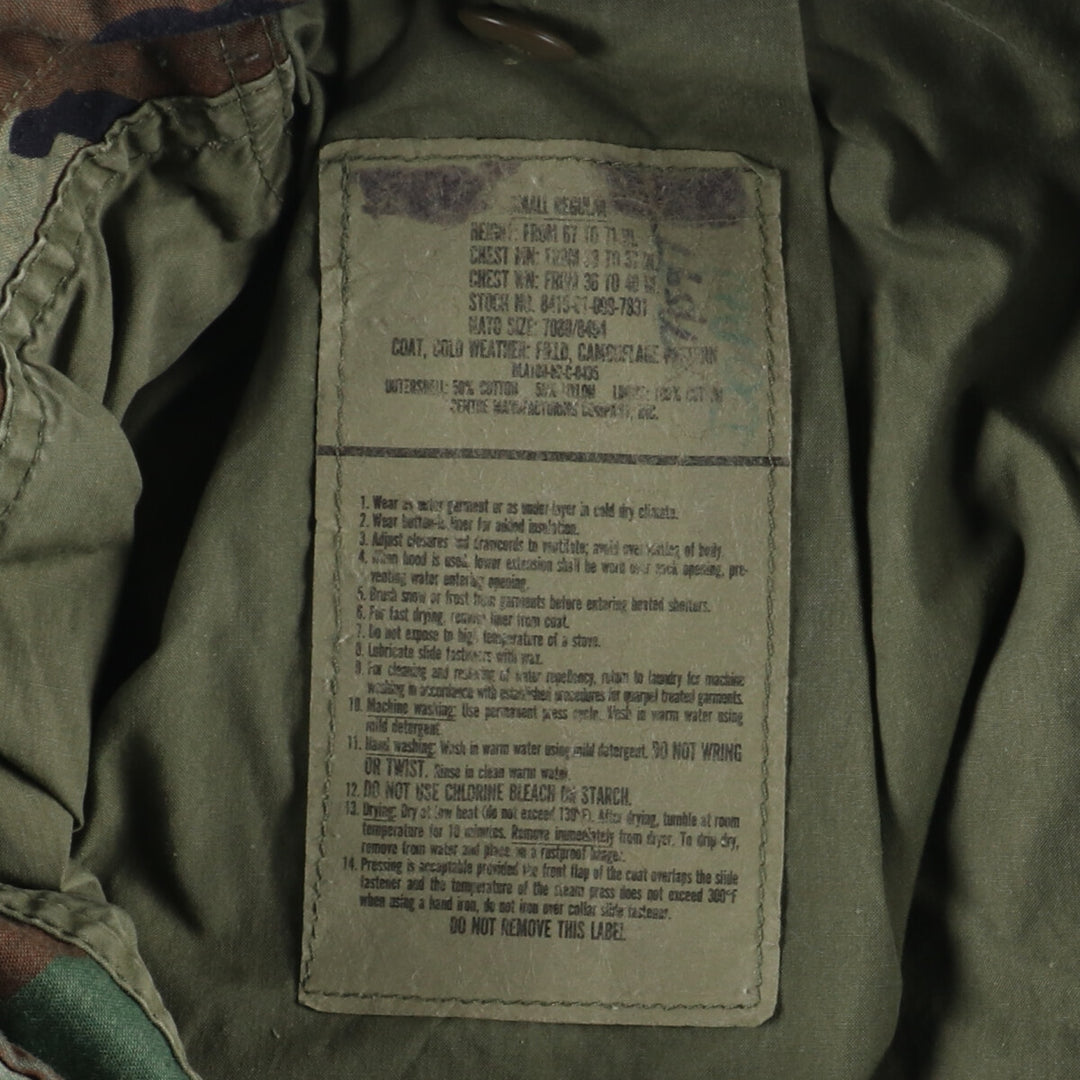 SMALL REGULAR
HEIGHT: FROM 67 TO 71 IN.
CHEST MN: FROM 33 TO 37 IN.
CHEST WN: FROM 36 TO 40 IN.
STOCK NO. 8415-01-099-7831
NATO SIZE: 7080/8494
COAT, COLD WEATHER: FIELD, CAMOUFLAGE PATTERN
OUTERSHELL: 50% COTTON 50% NYLON LINING: 100% COTTON
MANUFACTURING COMPANY, INC.
1. Wear as outer garment or as under-layer in cold dry climate.
2. Wear button-in liner for added insulation.
3. Adjust closures and drawcords to ventilate; avoid overheating of body.
4. When hood is used, lower extension shall be worn over neck opening, pre-
venting water entering opening.
5. Brush snow or frost from garments before entering heated shelters.
6. For fast drying, remove liner from coat.
7. Do not expose to high temperature of a stove.
8. Lubricate slide fasteners with wax.
9. For cleaning and restoring of water repellency, return to laundry for machine
washing in accordance with established procedures for quarpel treated garments.
10. Machine washing: Use permanent press cycle. Wash in warm water using
mild detergent.
11. Hand washing: Wash in warm water using mild detergent. DO NOT WRING
OR TWIST. Rinse in clean warm water.
12. DO NOT USE CHLORINE BLEACH OR STARCH.
13. Drying: Dry at low heat (do not exceed 130°F). After drying, tumble at room
temperature for 10 minutes. Remove immediately from dryer. To drip dry,
remove from water and place on a rustproof hanger.
14. Pressing is acceptable provided the front flap of the coat overlaps the slide
fastener and the temperature of the steam press does not exceed 300°F
when using a hand iron, do not iron over collar slide fastener.
DO NOT REMOVE THIS LABEL